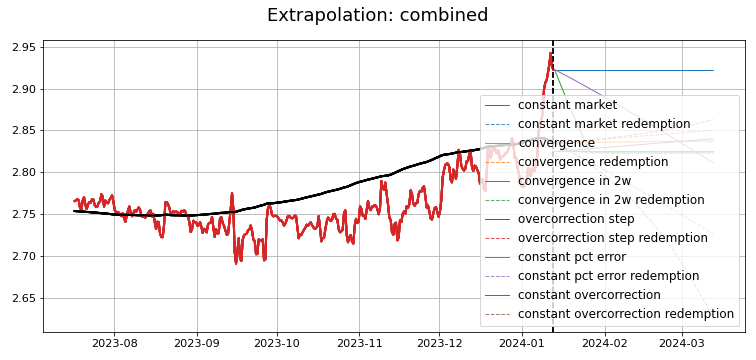 Extrapolation: combined
2.95
2.90
2.85
2.80
2.75
2.70
2.65
constant market
constant market redemption
convergence
convergence redemption
convergence in 2w
convergence in 2w redemption
overcorrection step
overcorrection step redemption
constant pct error
constant pct error redemption
constant overcorrection
constant overcorrection redemption
2023-08 2023-09 2023-10 2023-11 2023-12 2024-01 2024-02 2024-03